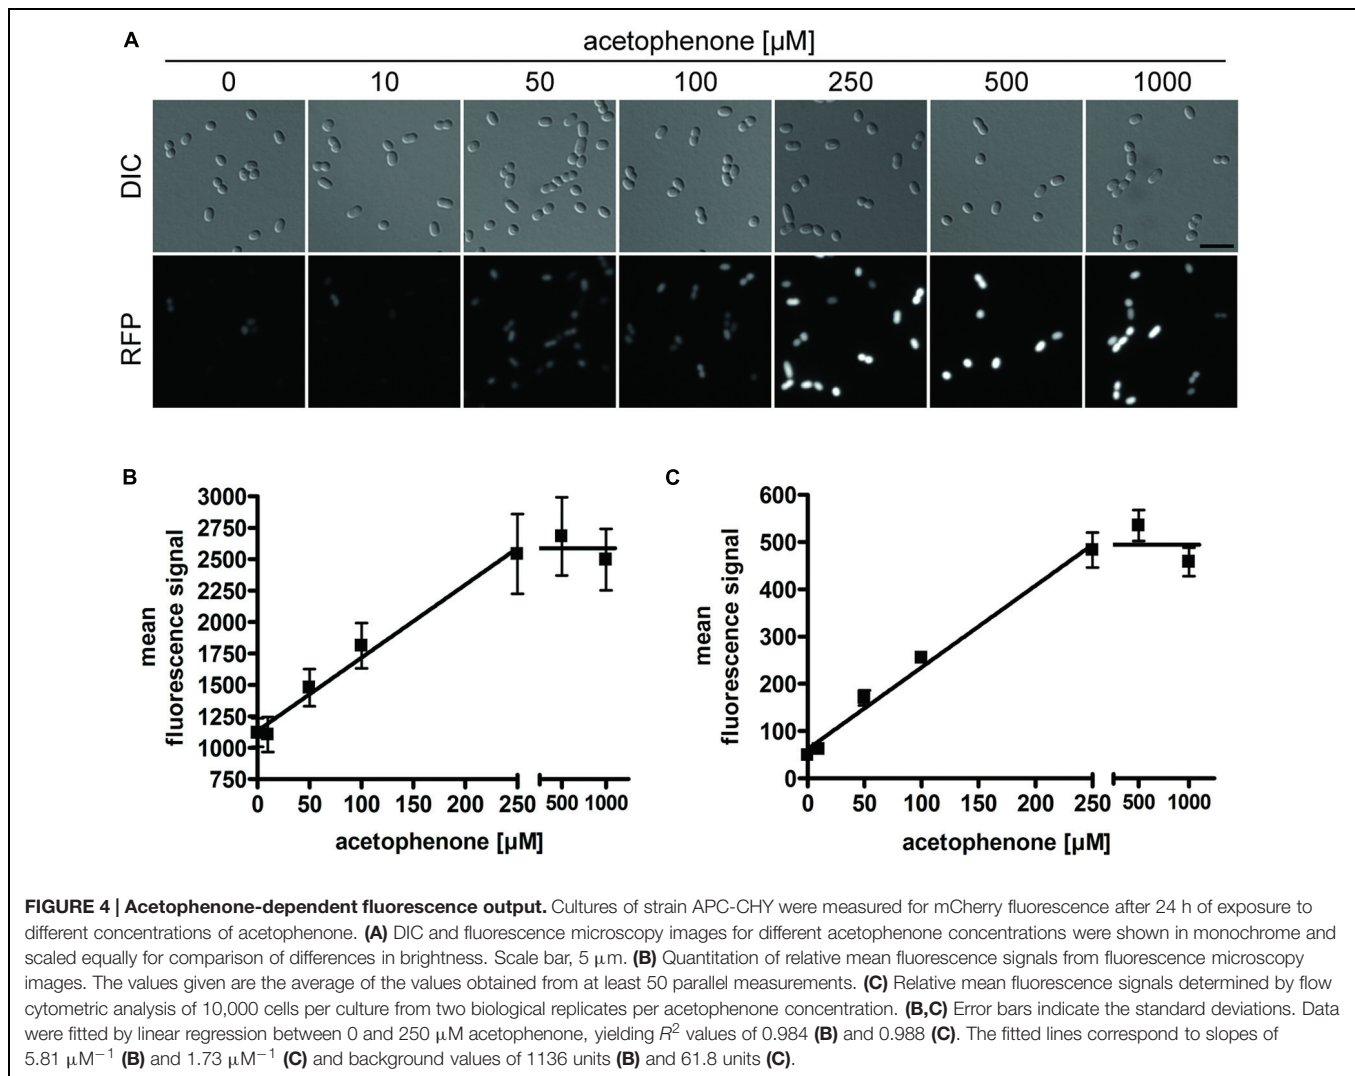 A
acetophenone [µM]
0 10 50 100 250 500 1000
DIC
RFP
B
3000
2750
2500
2250
2000
1750
1500
1250
1000
750
mean
fluorescence signal
0 50 100 150 200 250 500 1000
acetophenone [µM]
C
600
500
400
300
200
100
0
mean
fluorescence signal
0 50 100 150 200 250 500 1000
acetophenone [µM]
FIGURE 4 | Acetophenone-dependent fluorescence output. Cultures of strain APC-CHY were measured for mCherry fluorescence after 24 h of exposure to
different concentrations of acetophenone. (A) DIC and fluorescence microscopy images for different acetophenone concentrations were shown in monochrome and
scaled equally for comparison of differences in brightness. Scale bar, 5 µm. (B) Quantitation of relative mean fluorescence signals from fluorescence microscopy
images. The values given are the average of the values obtained from at least 50 parallel measurements. (C) Relative mean fluorescence signals determined by flow
cytometric analysis of 10,000 cells per culture from two biological replicates per acetophenone concentration. (B,C) Error bars indicate the standard deviations. Data
were fitted by linear regression between 0 and 250 µM acetophenone, yielding R² values of 0.984 (B) and 0.988 (C). The fitted lines correspond to slopes of
5.81 µM⁻¹ (B) and 1.73 µM⁻¹ (C) and background values of 1136 units (B) and 61.8 units (C).